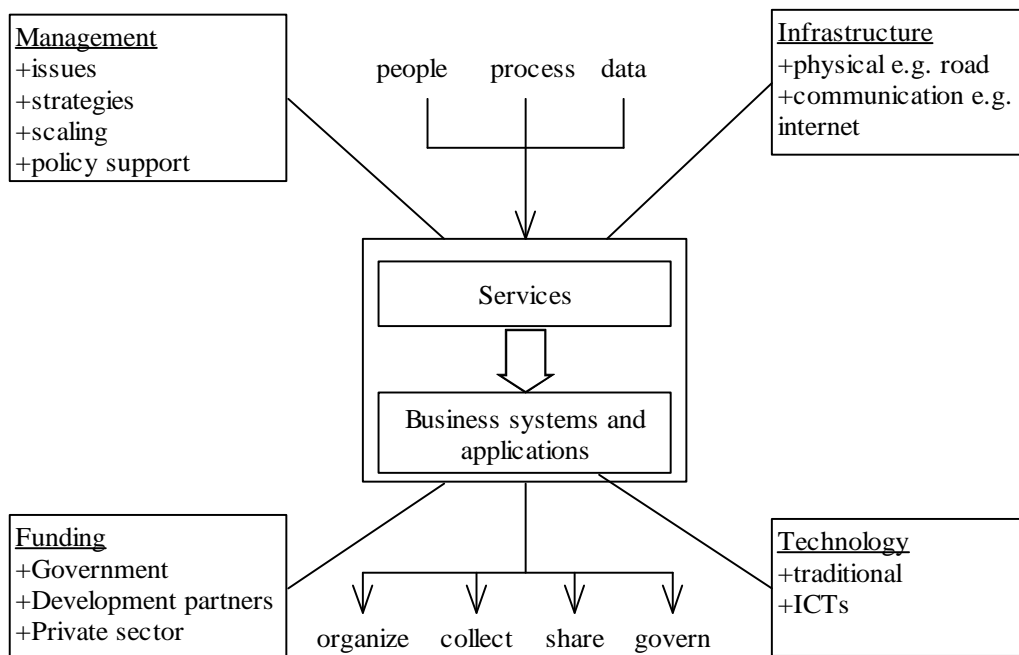 Management
+issues
+strategies
+scaling
+policy support
people process data
Infrastructure
+physical e.g. road
+communication e.g.
internet
Services
Business systems and
applications
Funding
+Government
+Development partners
+Private sector
organize collect share govern
Technology
+traditional
+ICTs